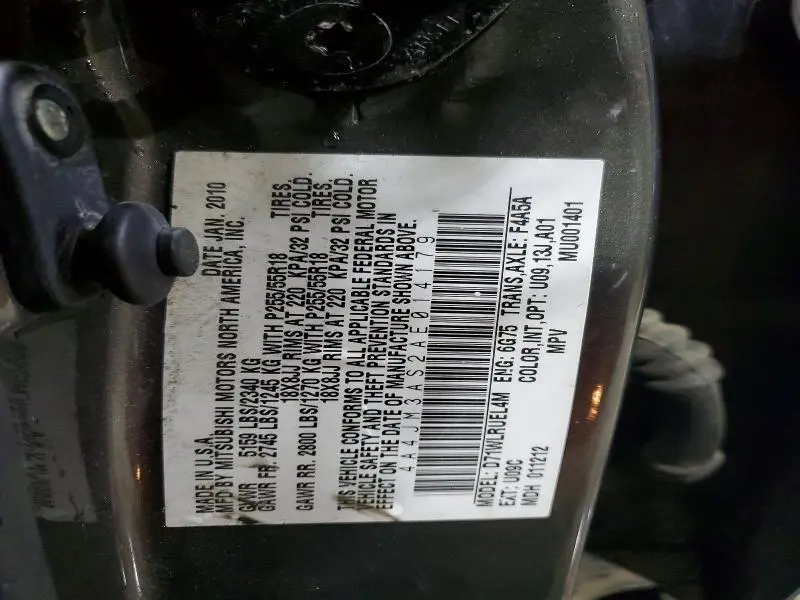 MADE IN U.S.A. DATE JAN. 2010
MFD BY MITSUBISHI MOTORS NORTH AMERICA, INC.
GAWR 5159 LBS/2340 KG
GAWR FR. 2745 LBS/1245 KG WITH P265/55R18 TIRES,
18X8JJ RIMS AT 220 KPA/32 PSI COLD.
GAWR RR. 2800 LBS/1270 KG WITH P265/55R18 TIRES,
18X8JJ RIMS AT 220 KPA/32 PSI COLD.
THIS VEHICLE CONFORMS TO ALL APPLICABLE FEDERAL MOTOR
VEHICLE SAFETY AND THEFT PREVENTION STANDARDS IN
EFFECT ON THE DATE OF MANUFACTURE SHOWN ABOVE.
4A4JM3AS2AE014179
MODEL: D71WLRUEL4M ENG: 6G75 TRANS,AXLE: F4A5A
EXT: U09C COLOR,INT,OPT: U09,13J,A01
MDH 011212 MPV MU001401